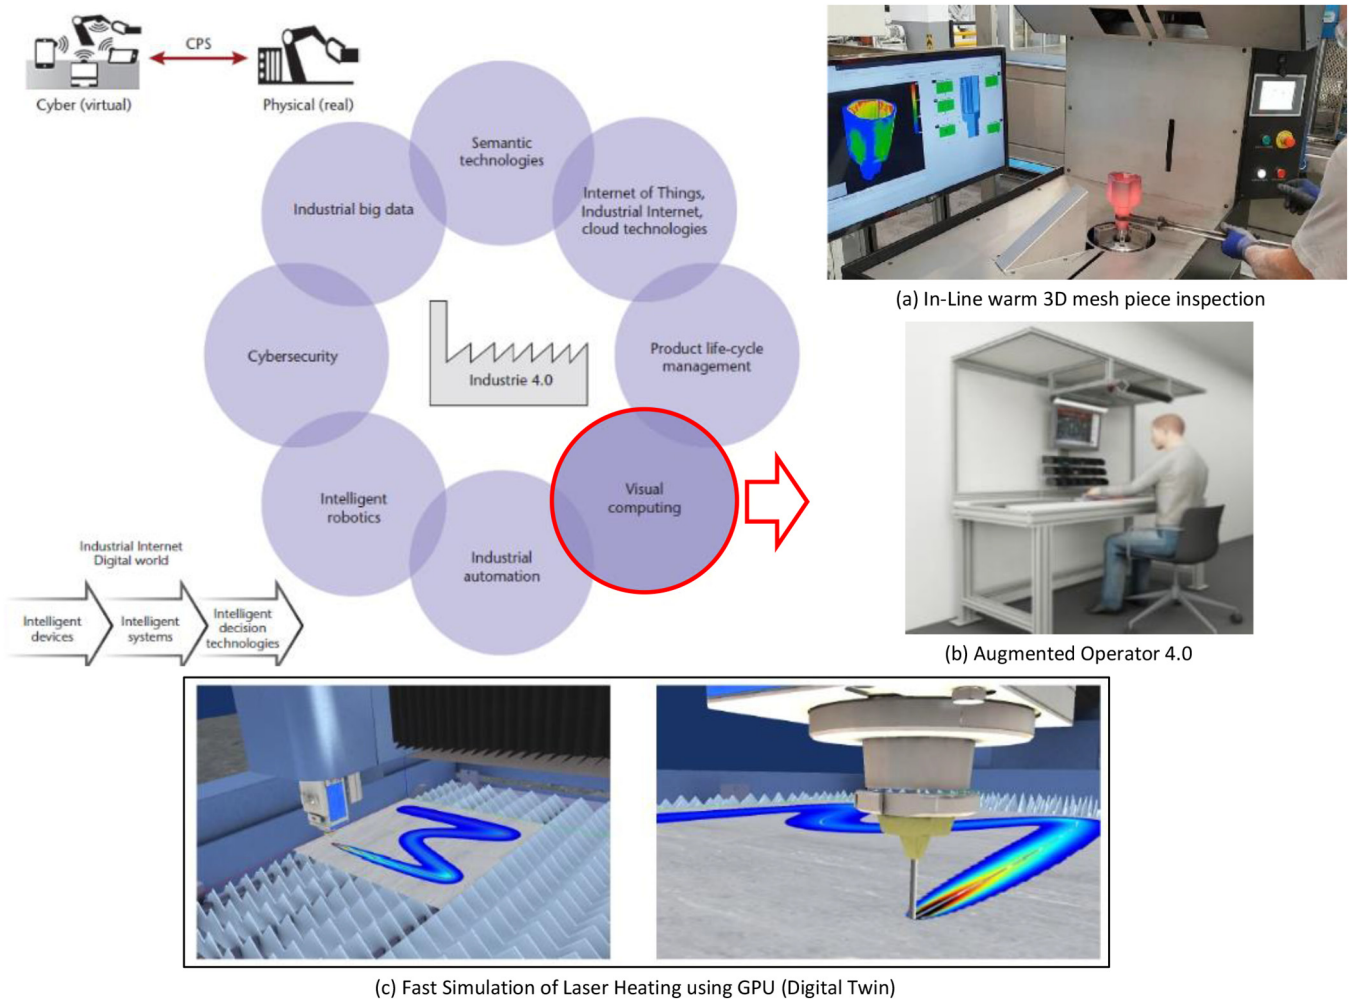 CPS
Cyber (virtual)
Physical (real)
Semantic
technologies
Industrial big data
Internet of Things,
Industrial Internet,
cloud technologies
Cybersecurity
Industrie 4.0
Product life-cycle
management
Intelligent
robotics
Visual
computing
Industrial
automation
Industrial Internet
Digital world
Intelligent
devices
Intelligent
systems
Intelligent
decision
technologies
(a) In-Line warm 3D mesh piece inspection
(b) Augmented Operator 4.0
(c) Fast Simulation of Laser Heating using GPU (Digital Twin)